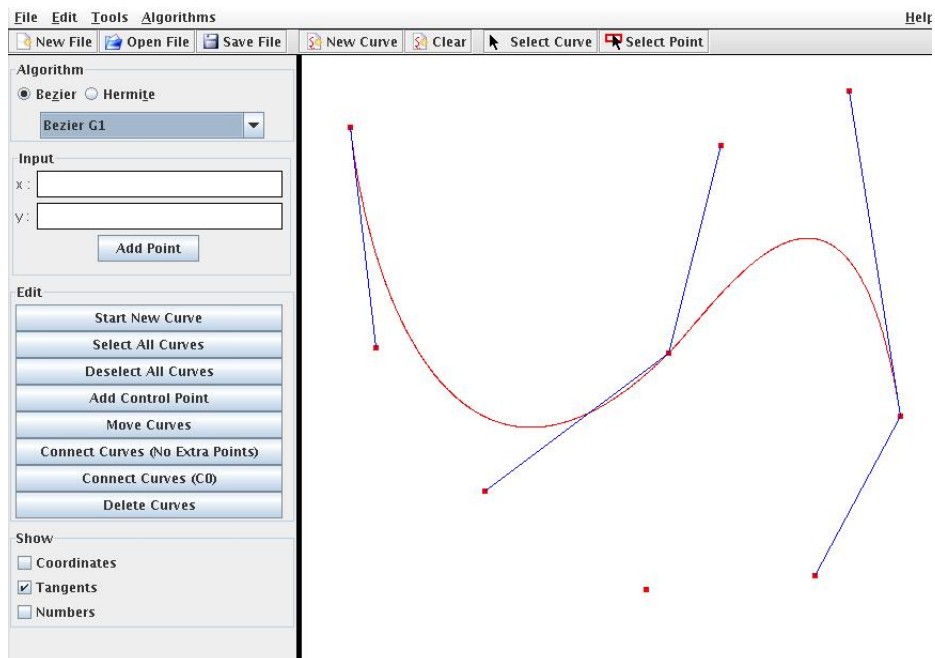 File Edit Tools Algorithms Help
New File Open File Save File New Curve Clear Select Curve Select Point
Algorithm
Bezier Hermite
Bezier G1
Input
x :
y :
Add Point
Edit
Start New Curve
Select All Curves
Deselect All Curves
Add Control Point
Move Curves
Connect Curves (No Extra Points)
Connect Curves (C0)
Delete Curves
Show
Coordinates
Tangents
Numbers